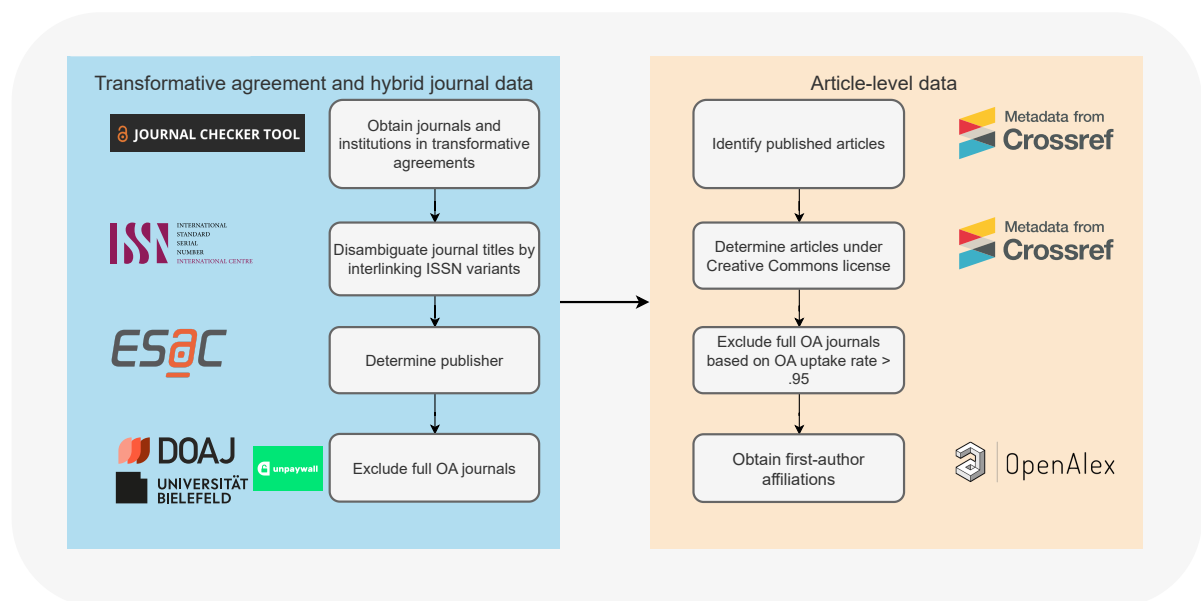 Transformative agreement and hybrid journal data
JOURNAL CHECKER TOOL
Obtain journals and
institutions in transformative
agreements
ISSN
INTERNATIONAL
STANDARD
SERIAL
NUMBER
INTERNATIONAL CENTRE
Disambiguate journal titles by
interlinking ISSN variants
ESaC
Determine publisher
DOAJ
UNIVERSITÄT
BIELEFELD
unpaywall
Exclude full OA journals
Article-level data
Identify published articles
Metadata from
Crossref
Determine articles under
Creative Commons license
Metadata from
Crossref
Exclude full OA journals
based on OA uptake rate >
.95
Obtain first-author
affiliations
OpenAlex